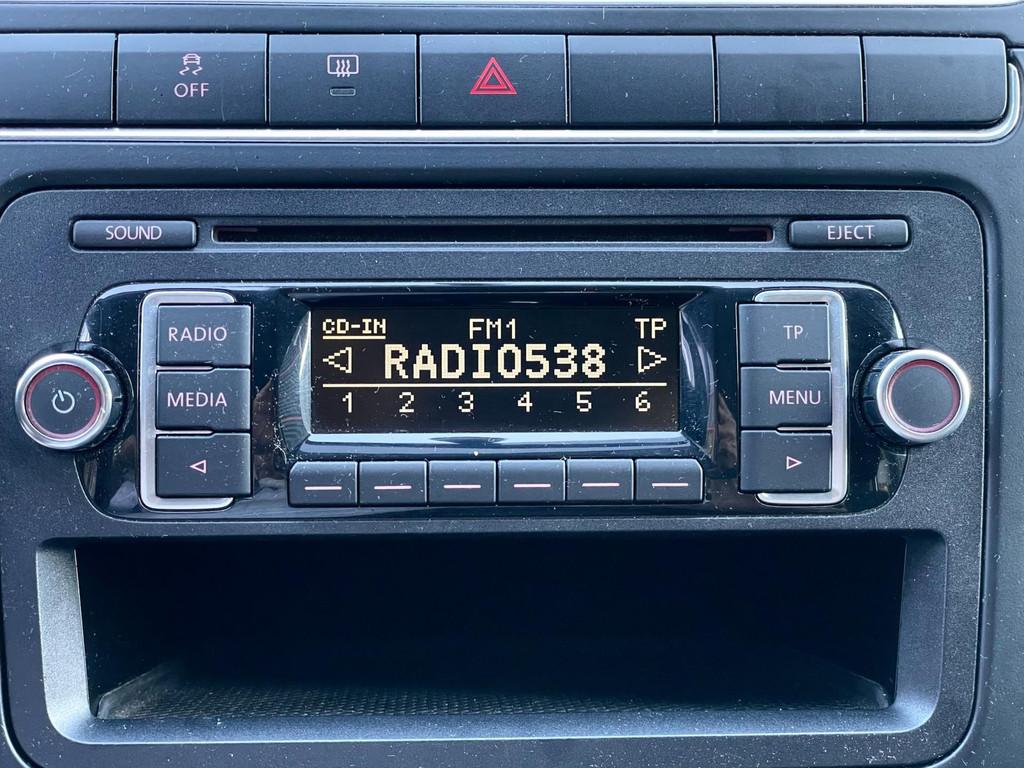 OFF
SOUND
EJECT
RADIO
MEDIA
CD-IN FM1 TP
RADIO538
1 2 3 4 5 6
TP
MENU